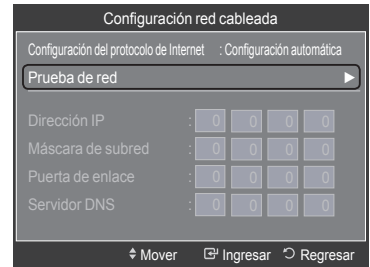 Configuración red cableada
Configuración del protocolo de Internet : Configuración automática
Prueba de red
Dirección IP : 0 0 0 0
Máscara de subred : 0 0 0 0
Puerta de enlace : 0 0 0 0
Servidor DNS : 0 0 0 0
Mover Ingresar Regresar